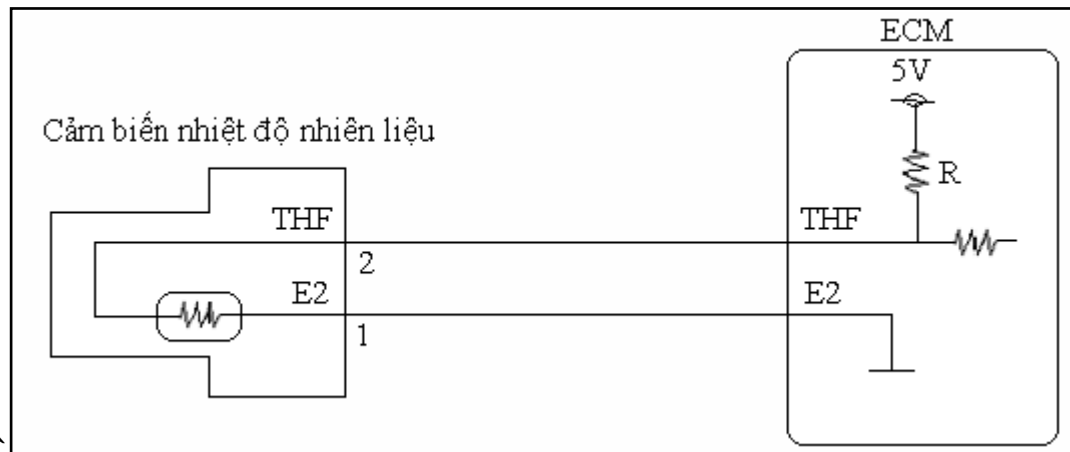 ECM
5V
Cảm biến nhiệt độ nhiên liệu
R
THF
THF
2
E2
E2
1